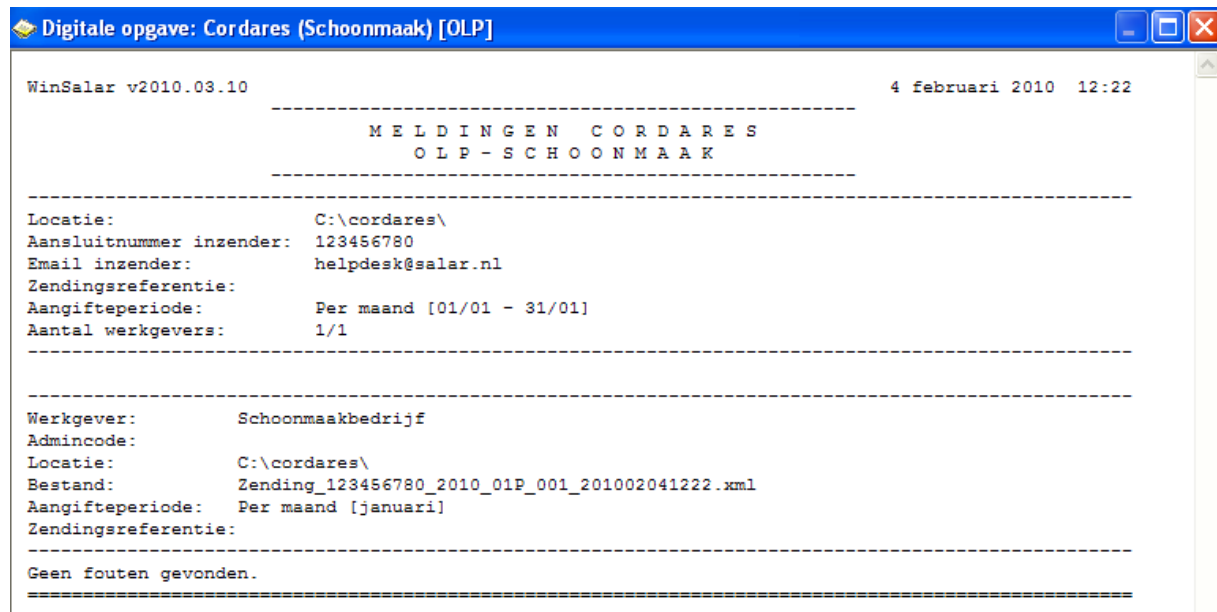 Digitale opgave: Cordares (Schoonmaak) [OLP]
WinSalar v2010.03.10 4 februari 2010 12:22
-----------------------------------------------------
M E L D I N G E N   C O R D A R E S
O L P - S C H O O N M A A K
-----------------------------------------------------
----------------------------------------------------------------------------------------------------
Locatie: C:\cordares\
Aansluitnummer inzender: 123456780
Email inzender: helpdesk@salar.nl
Zendingsreferentie:
Aangifteperiode: Per maand [01/01 - 31/01]
Aantal werkgevers: 1/1
----------------------------------------------------------------------------------------------------
----------------------------------------------------------------------------------------------------
Werkgever: Schoonmaakbedrijf
Admincode:
Locatie: C:\cordares\
Bestand: Zending_123456780_2010_01P_001_201002041222.xml
Aangifteperiode: Per maand [januari]
Zendingsreferentie:
----------------------------------------------------------------------------------------------------
Geen fouten gevonden.
====================================================================================================